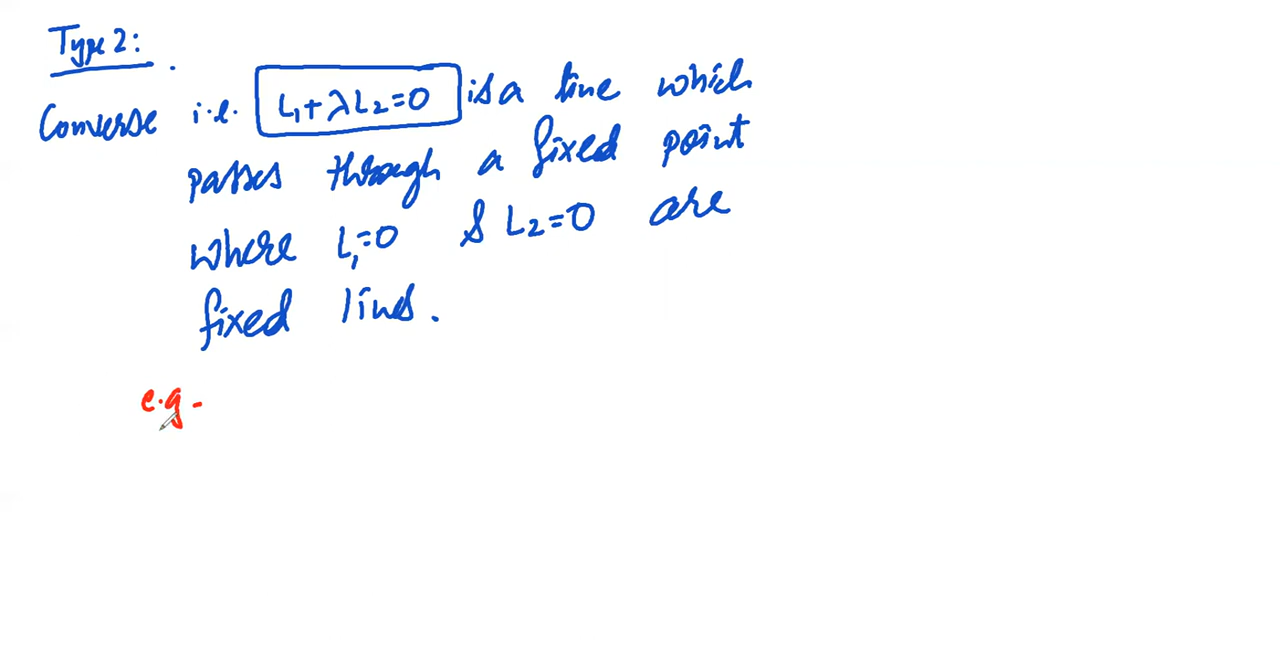 Type 2:
Converse i.e. L₁+λL₂=0 is a line which
passes through a fixed point
where L₁=0 & L₂=0 are
fixed lines.
e.g -